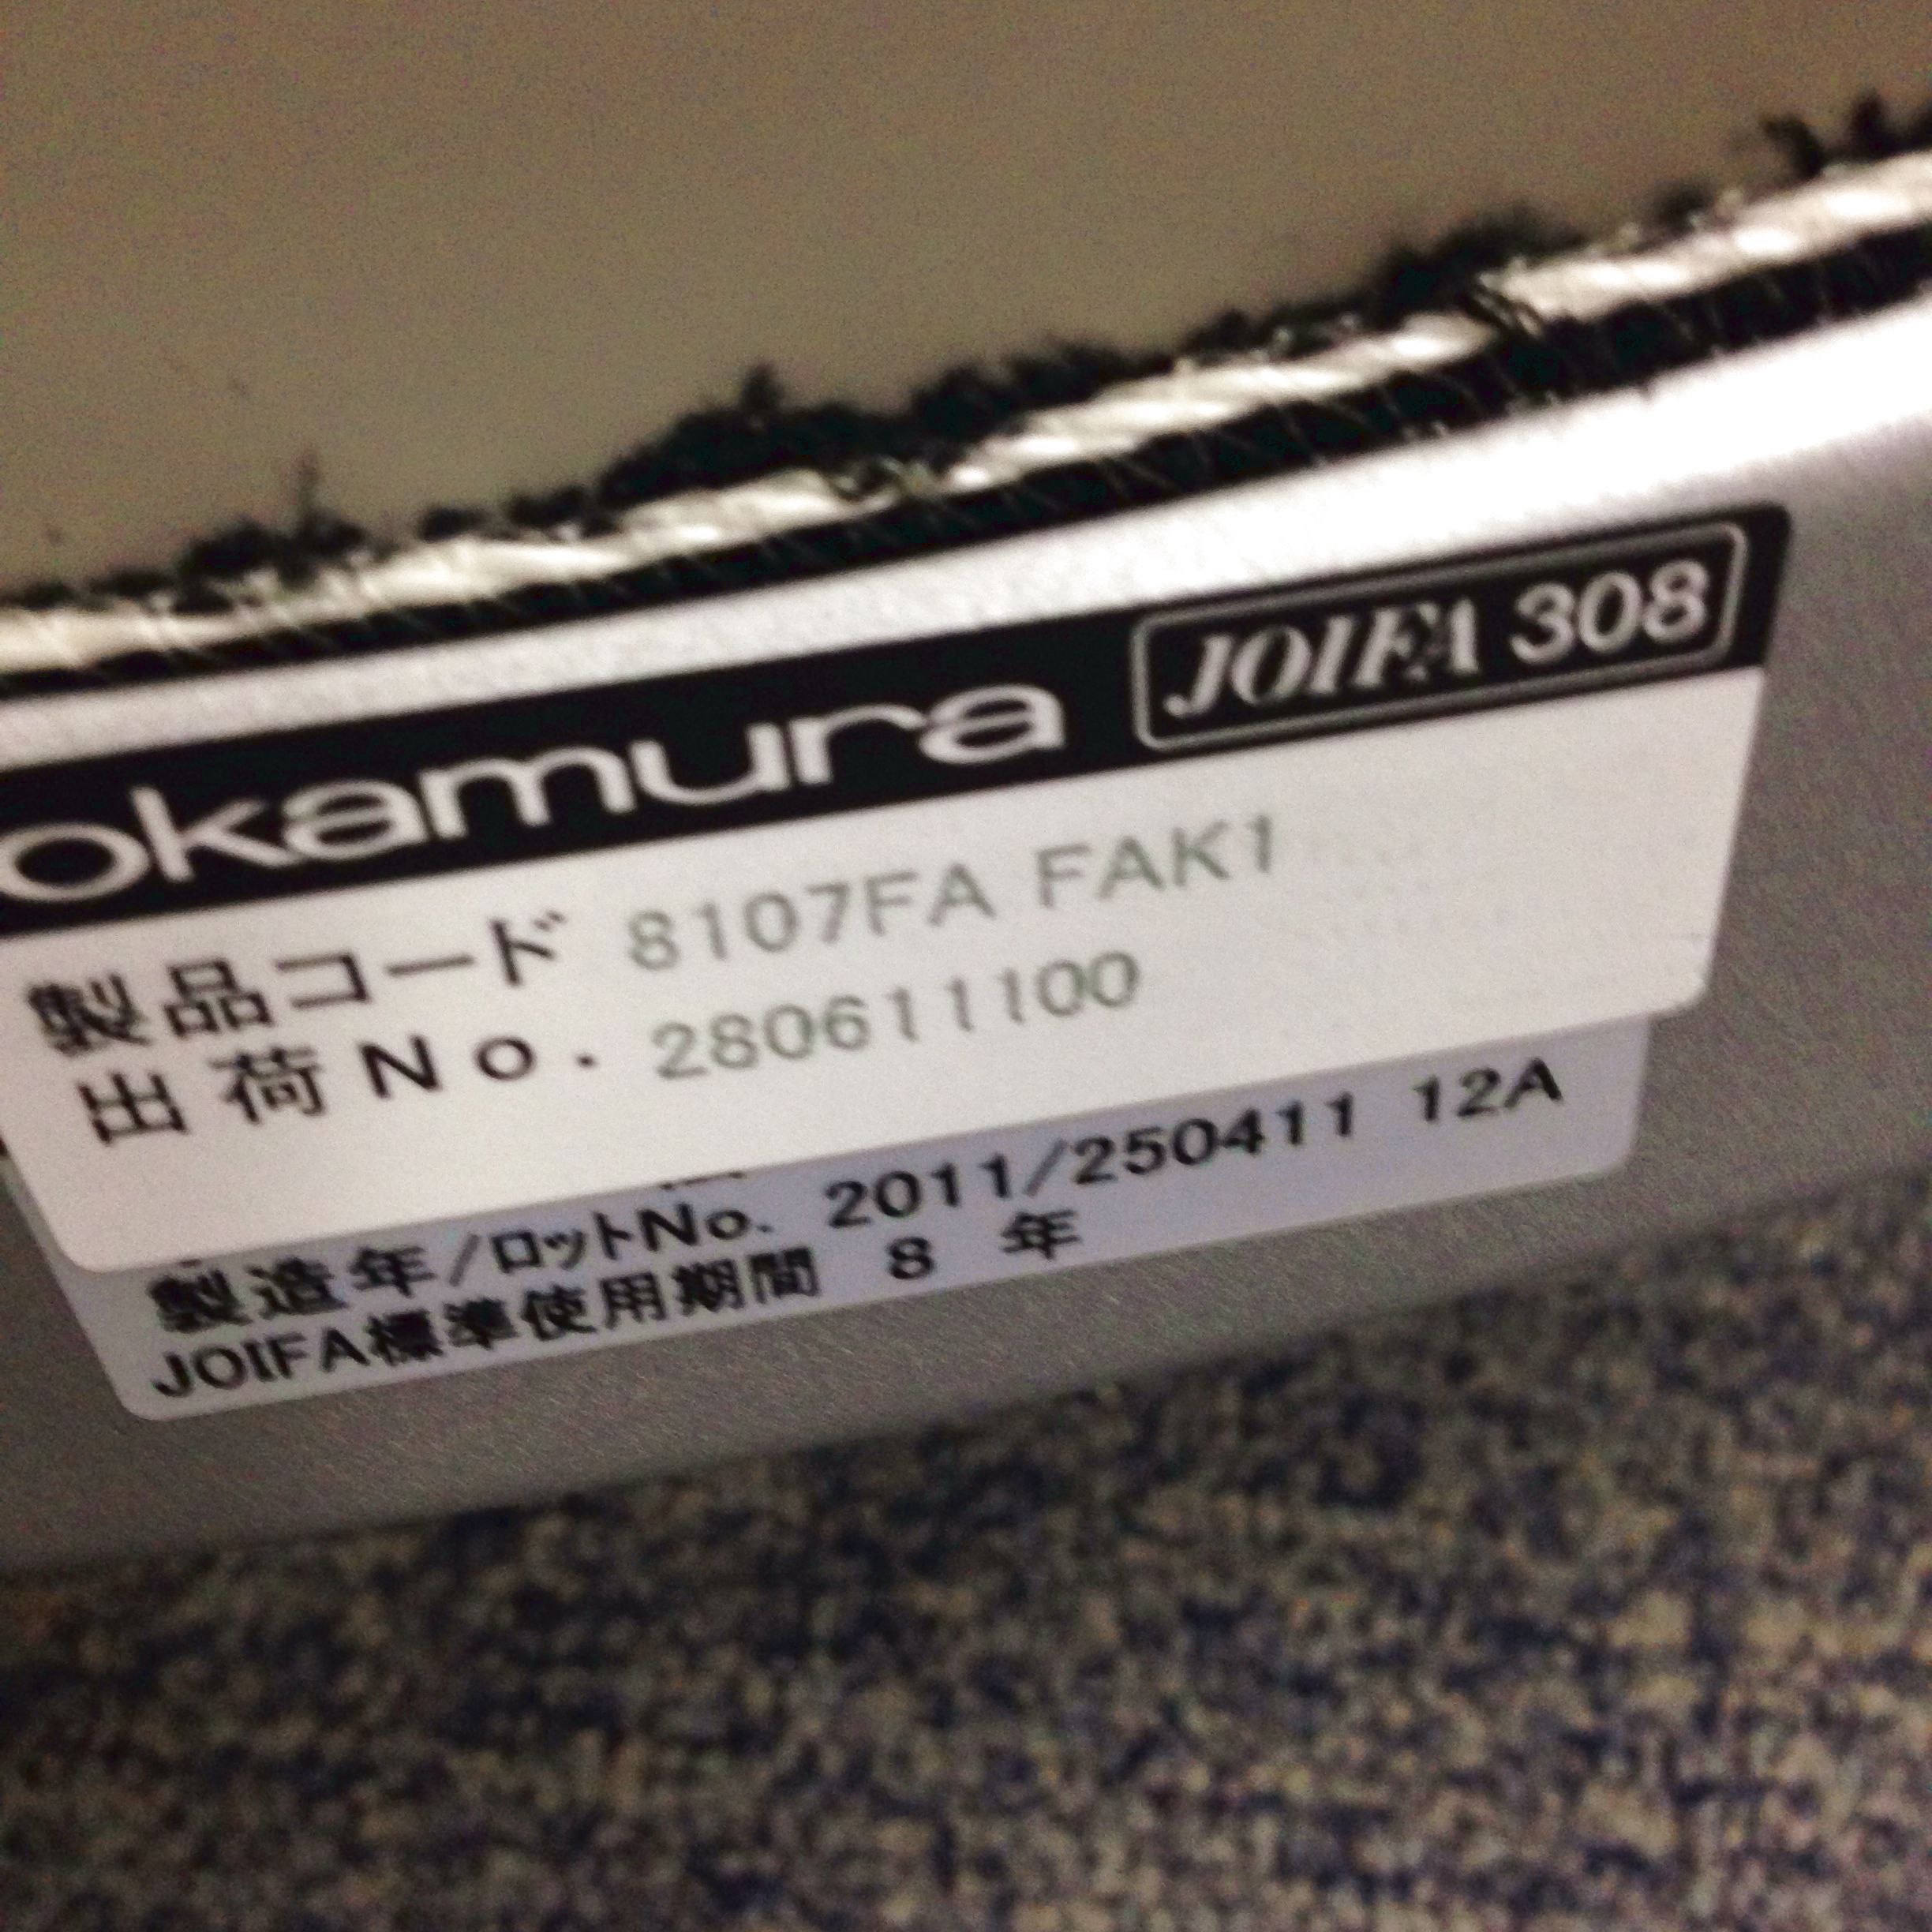 okamura JOIFA 308
製品コード 8107FA FAK1
出荷No. 280611100
製造年/ロットNo. 2011/250411 12A
JOIFA標準使用期間 8 年